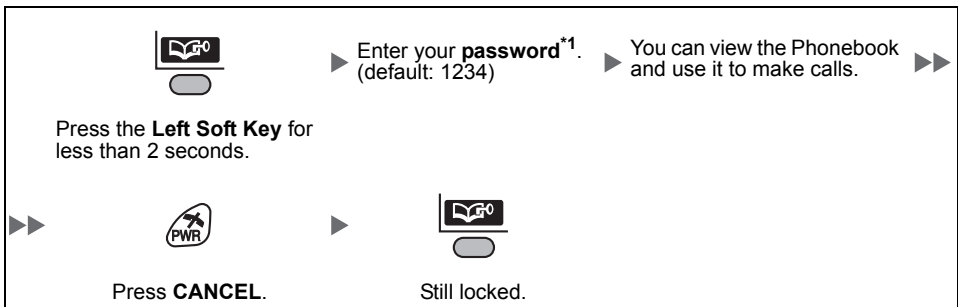 Enter your password*1.
(default: 1234)
You can view the Phonebook
and use it to make calls.
Press the Left Soft Key for
less than 2 seconds.
PWR
Press CANCEL.
Still locked.